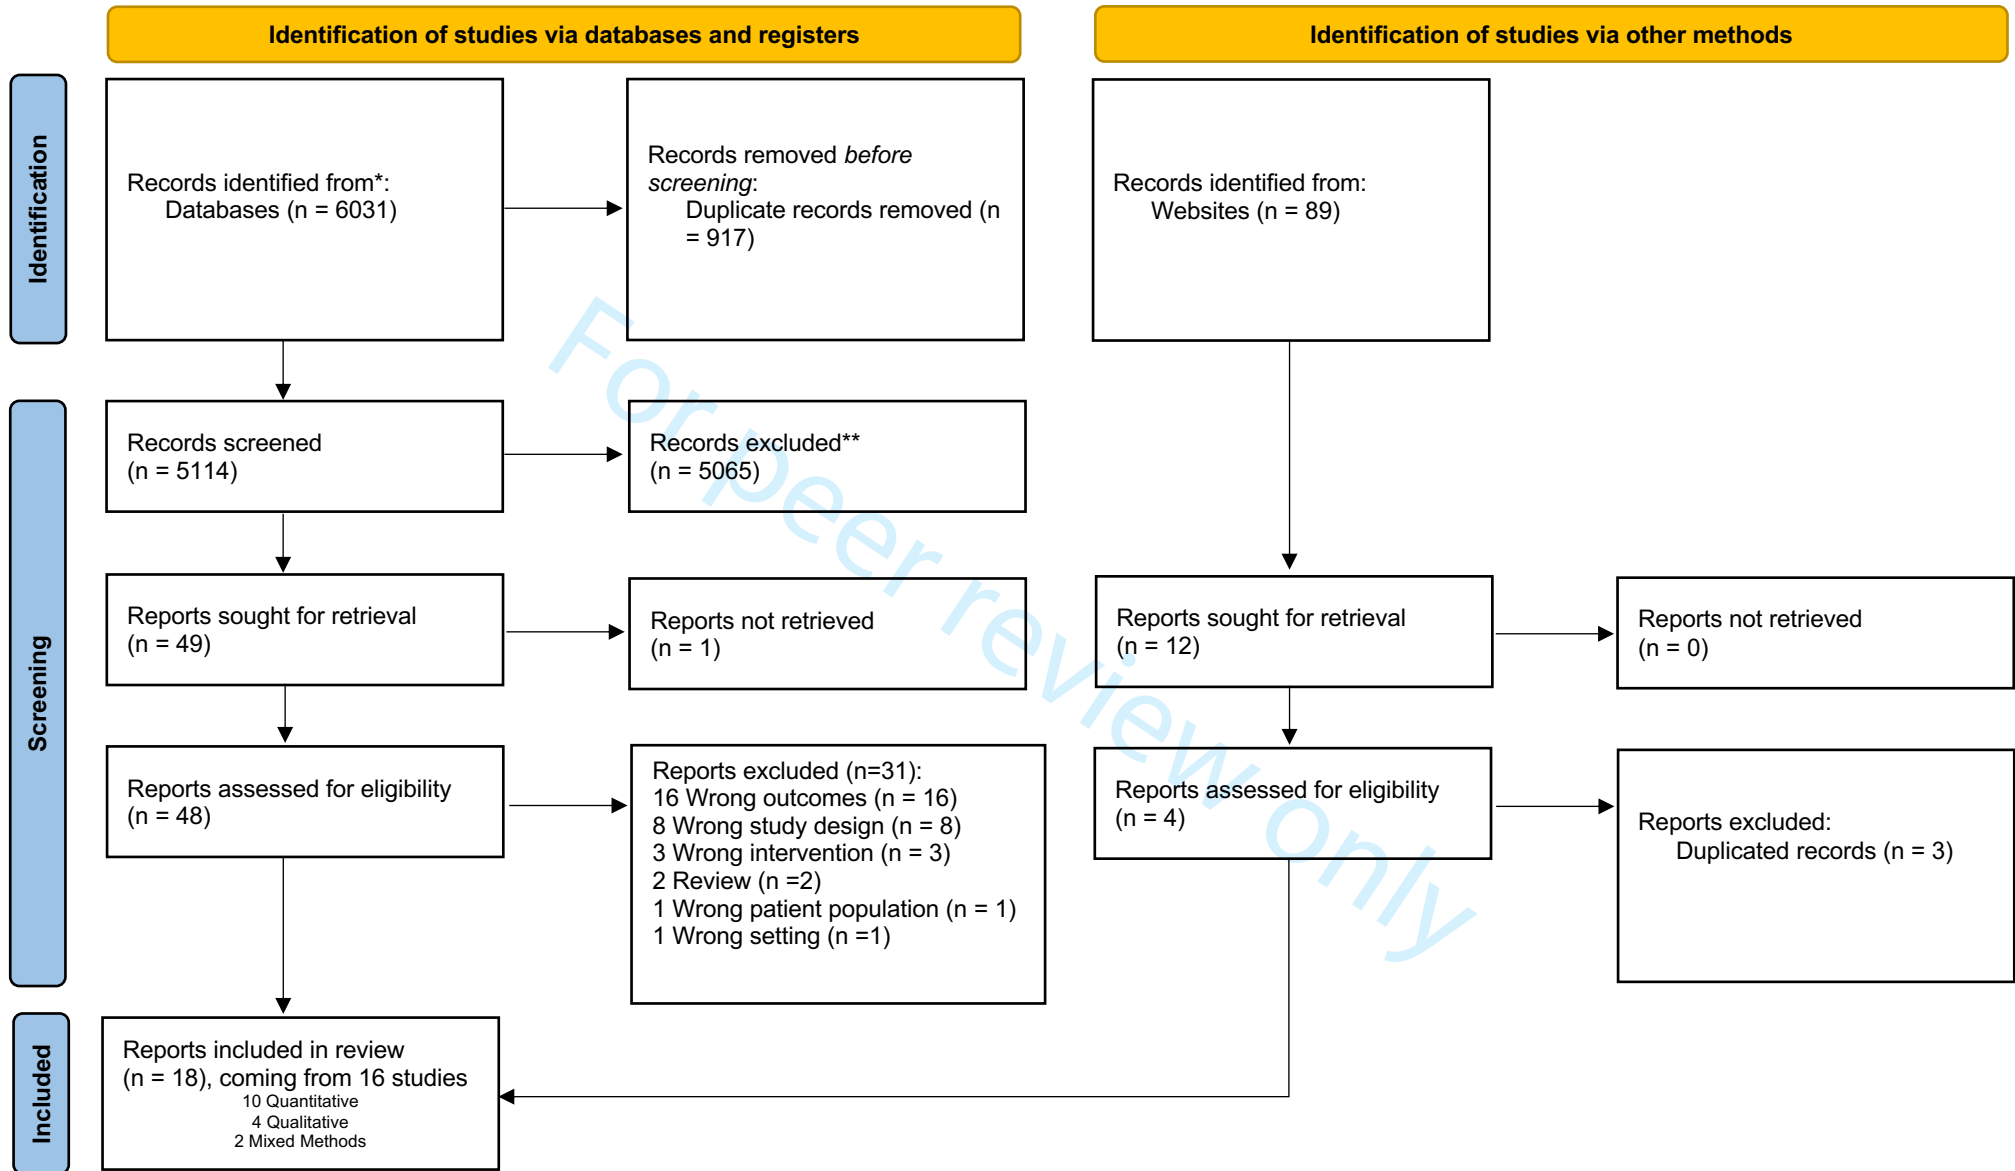 Identification of studies via databases and registers
Identification of studies via other methods
Identification
Records identified from*:
Databases (n = 6031)
Records removed before
screening:
Duplicate records removed (n
= 917)
Records identified from:
Websites (n = 89)
Screening
Records screened
(n = 5114)
Records excluded**
(n = 5065)
Reports sought for retrieval
(n = 49)
Reports not retrieved
(n = 1)
Reports sought for retrieval
(n = 12)
Reports not retrieved
(n = 0)
Reports assessed for eligibility
(n = 48)
Reports excluded (n=31):
16 Wrong outcomes (n = 16)
8 Wrong study design (n = 8)
3 Wrong intervention (n = 3)
2 Review (n =2)
1 Wrong patient population (n = 1)
1 Wrong setting (n =1)
Reports assessed for eligibility
(n = 4)
Reports excluded:
Duplicated records (n = 3)
Included
Reports included in review
(n = 18), coming from 16 studies
10 Quantitative
4 Qualitative
2 Mixed Methods
For peer review only